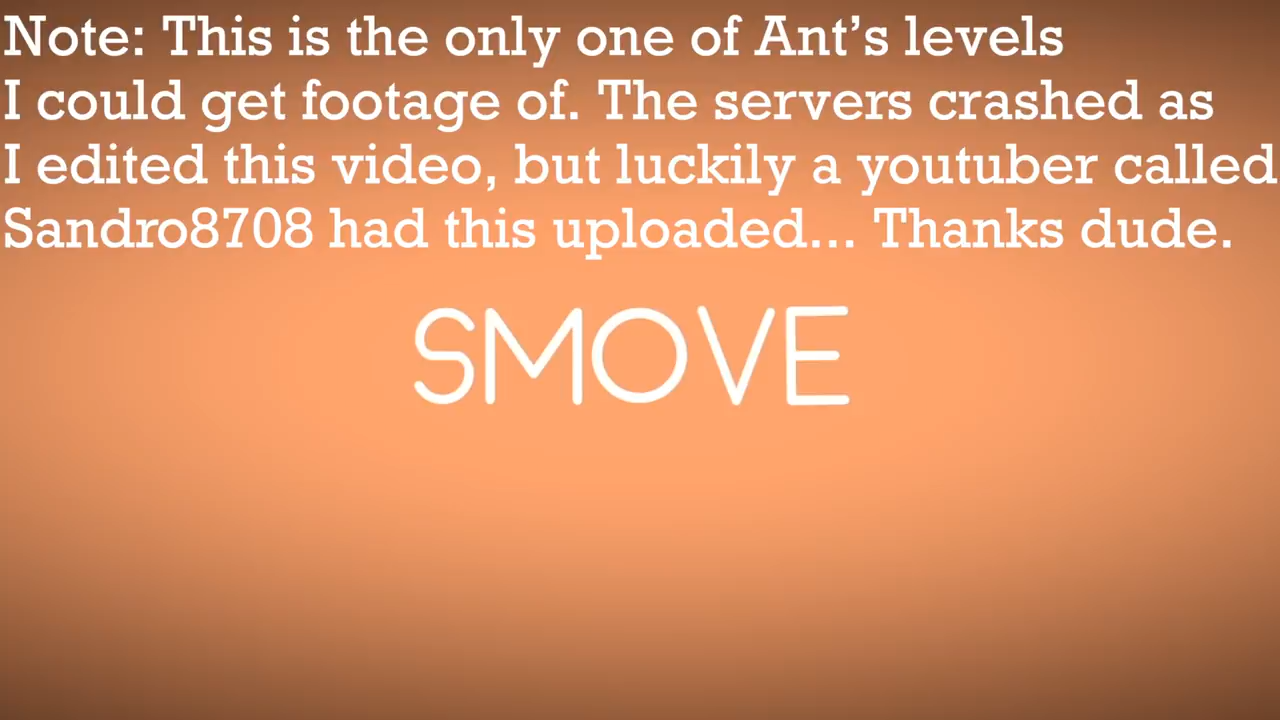 Note: This is the only one of Ant’s levels
I could get footage of. The servers crashed as
I edited this video, but luckily a youtuber called
Sandro8708 had this uploaded... Thanks dude.
SMOVE